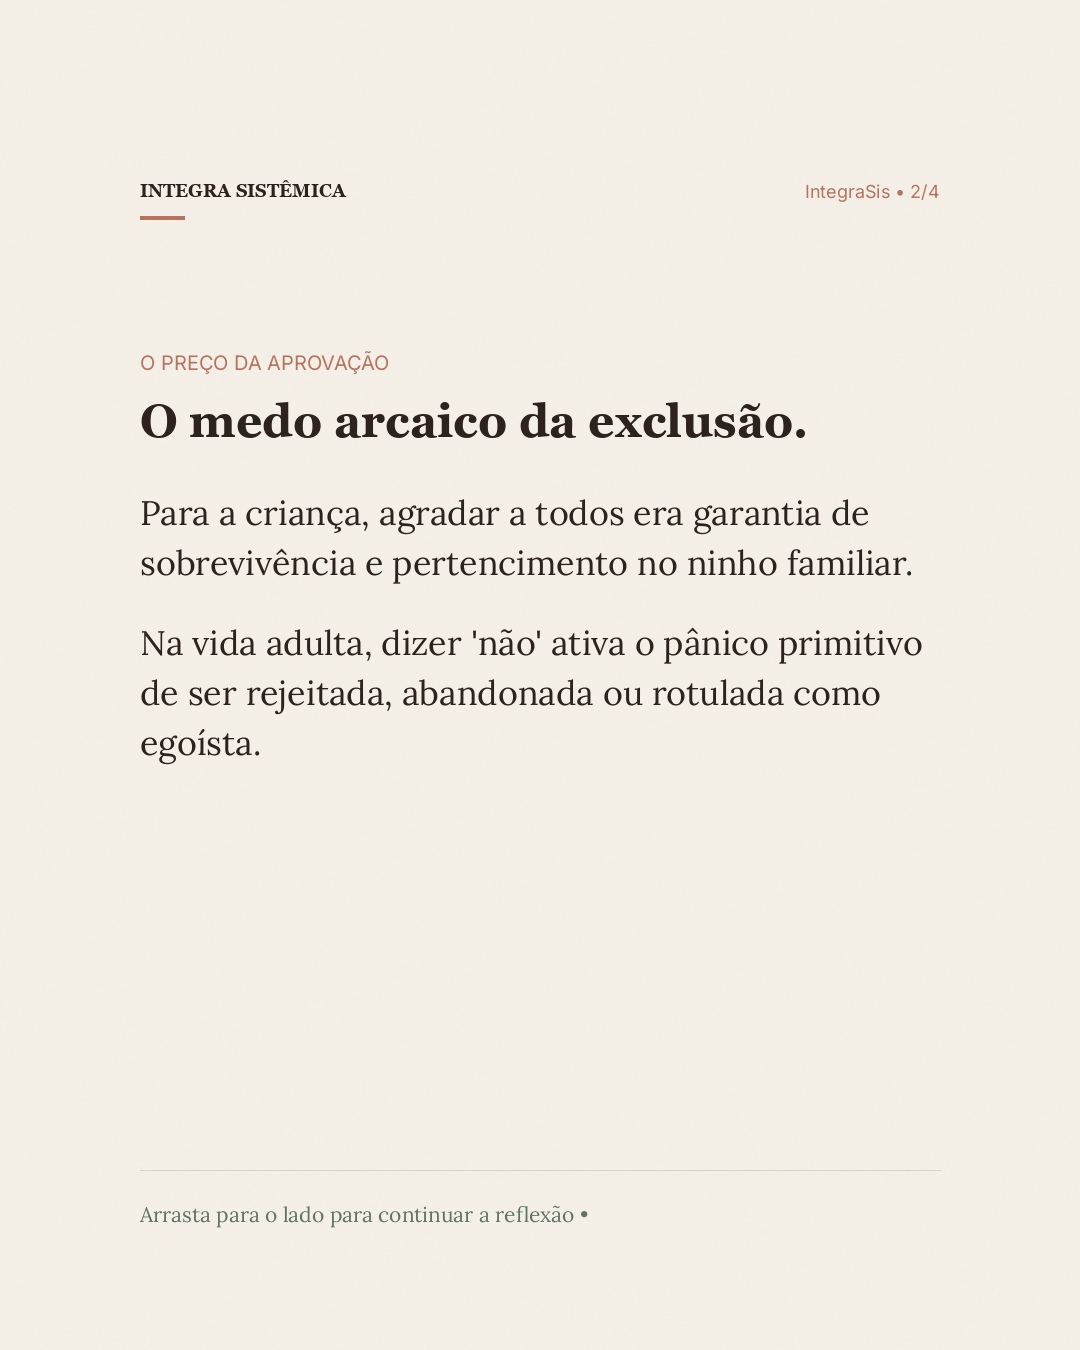 INTEGRA SISTÊMICA
IntegraSis • 2/4
O PREÇO DA APROVAÇÃO
O medo arcaico da exclusão.
Para a criança, agradar a todos era garantia de
sobrevivência e pertencimento no ninho familiar.
Na vida adulta, dizer 'não' ativa o pânico primitivo
de ser rejeitada, abandonada ou rotulada como
egoísta.
Arrasta para o lado para continuar a reflexão •